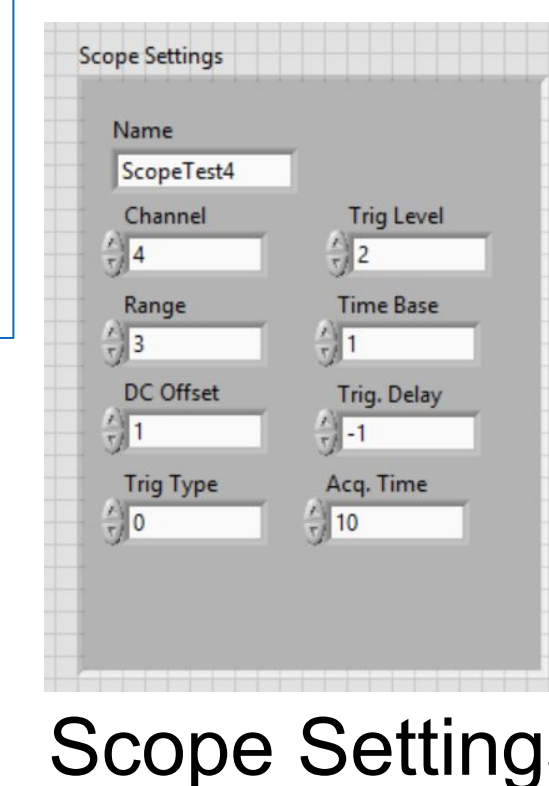 Scope Settings
Name
ScopeTest4
Channel Trig Level
4 2
Range Time Base
3 1
DC Offset Trig. Delay
1 -1
Trig Type Acq. Time
0 10
Scope Settings